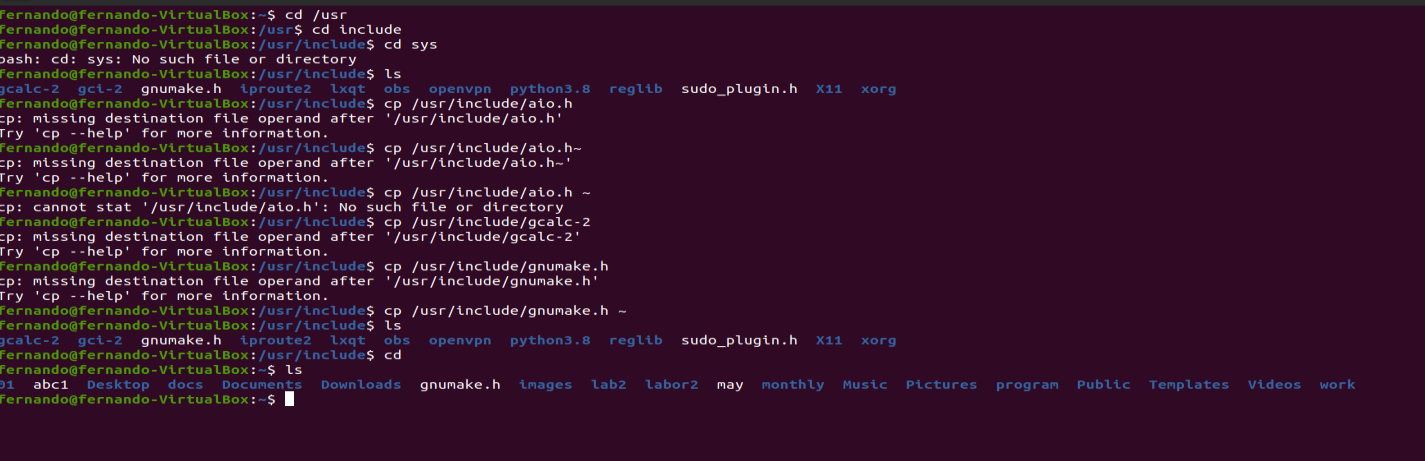 fernando@fernando-VirtualBox:~$ cd /usr
fernando@fernando-VirtualBox:/usr$ cd include
fernando@fernando-VirtualBox:/usr/include$ cd sys
bash: cd: sys: No such file or directory
fernando@fernando-VirtualBox:/usr/include$ ls
gcalc-2 gci-2 gnumake.h iproute2 lxqt obs openvpn python3.8 reglib sudo_plugin.h X11 xorg
fernando@fernando-VirtualBox:/usr/include$ cp /usr/include/aio.h
cp: missing destination file operand after '/usr/include/aio.h'
Try 'cp --help' for more information.
fernando@fernando-VirtualBox:/usr/include$ cp /usr/include/aio.h~
cp: missing destination file operand after '/usr/include/aio.h~'
Try 'cp --help' for more information.
fernando@fernando-VirtualBox:/usr/include$ cp /usr/include/aio.h ~
cp: cannot stat '/usr/include/aio.h': No such file or directory
fernando@fernando-VirtualBox:/usr/include$ cp /usr/include/gcalc-2
cp: missing destination file operand after '/usr/include/gcalc-2'
Try 'cp --help' for more information.
fernando@fernando-VirtualBox:/usr/include$ cp /usr/include/gnumake.h
cp: missing destination file operand after '/usr/include/gnumake.h'
Try 'cp --help' for more information.
fernando@fernando-VirtualBox:/usr/include$ cp /usr/include/gnumake.h ~
fernando@fernando-VirtualBox:/usr/include$ ls
gcalc-2 gci-2 gnumake.h iproute2 lxqt obs openvpn python3.8 reglib sudo_plugin.h X11 xorg
fernando@fernando-VirtualBox:/usr/include$ cd
fernando@fernando-VirtualBox:~$ ls
01 abc1 Desktop docs Documents Downloads gnumake.h images lab2 labor2 may monthly Music Pictures program Public Templates Videos work
fernando@fernando-VirtualBox:~$